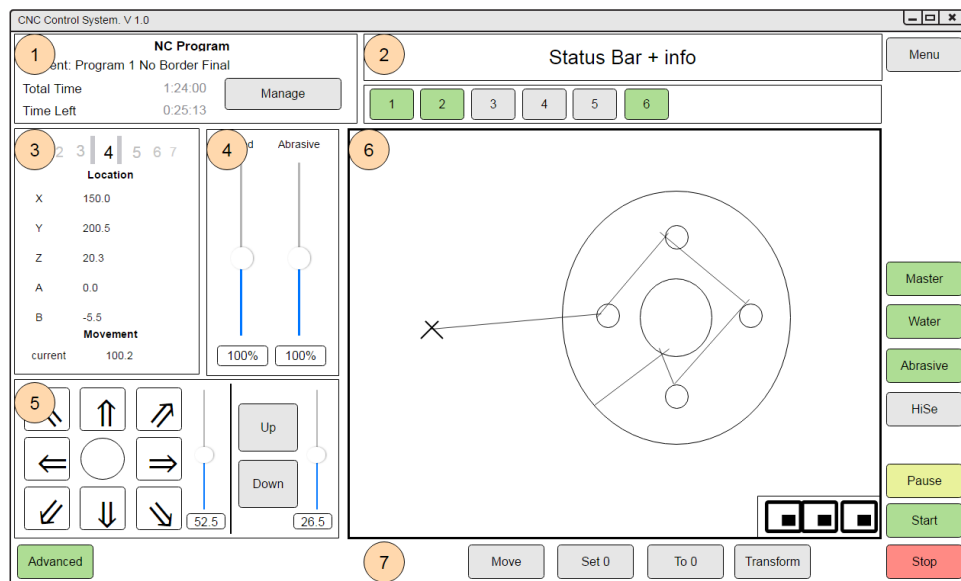 CNC Control System. V 1.0
1
NC Program
ent: Program 1 No Border Final
Total Time 1:24:00
Time Left 0:25:13
Manage
2
Status Bar + info
1 2 3 4 5 6
Menu
3
2 3 4 5 6 7
Location
X 150.0
Y 200.5
Z 20.3
A 0.0
B -5.5
Movement
current 100.2
4
d Abrasive
100% 100%
5
Up
Down
52.5 26.5
6
Master
Water
Abrasive
HiSe
Pause
Start
Stop
Advanced
7
Move Set 0 To 0 Transform